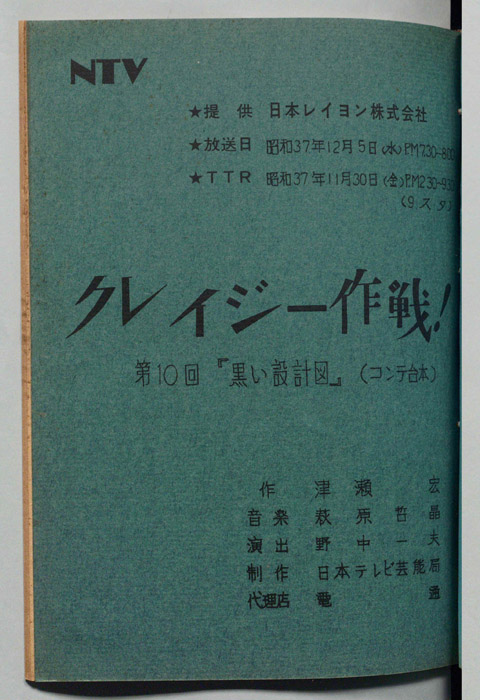 NTV
★提供 日本レイヨン株式会社
★放送日 昭和37年12月5日(水)PM7.30-8.00
★TTR 昭和37年11月30日(金)PM2.30-9.30
(9スタ)
クレイジー作戦!
第10回『黒い設計図』(コンテ台本)
作 津瀬 宏
音楽 萩原哲晶
演出 野中一夫
制作 日本テレビ芸能局
代理店 電通